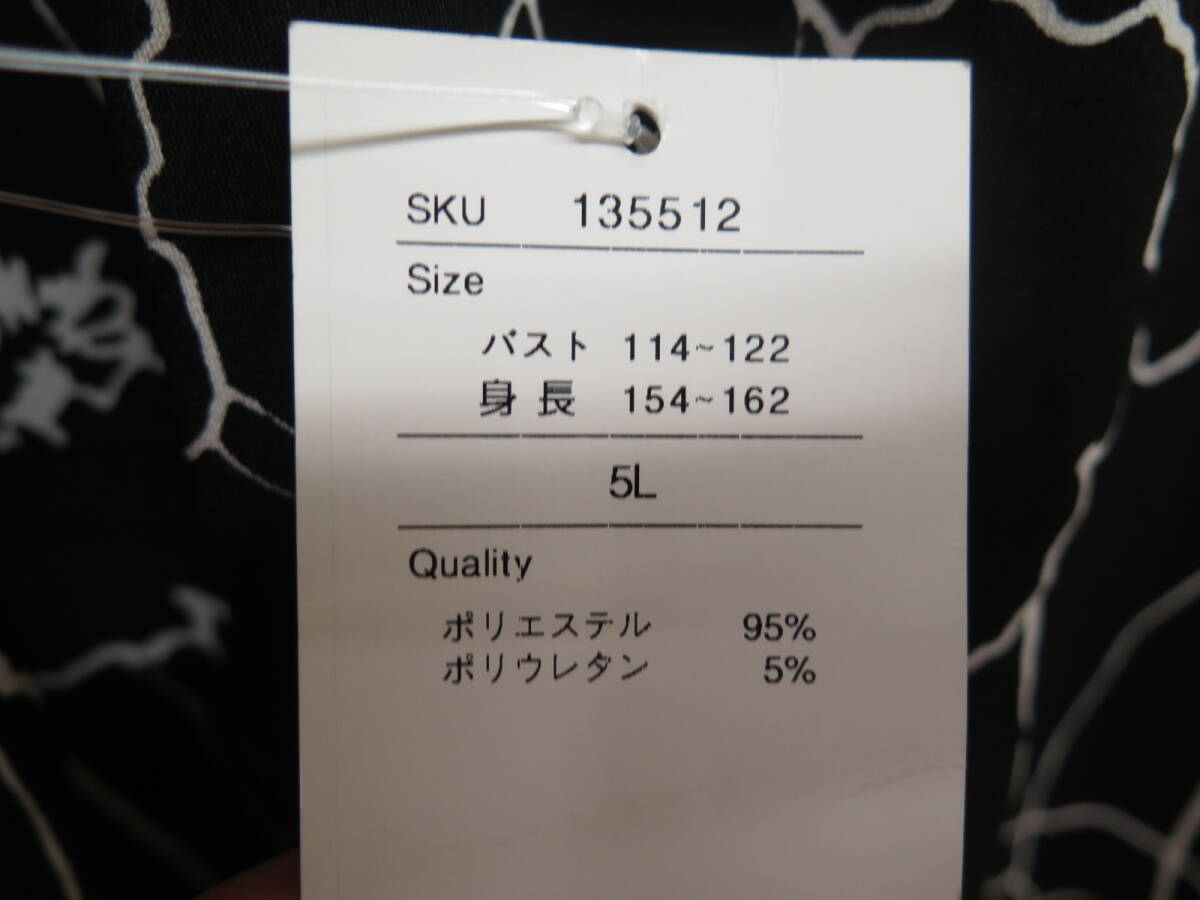 SKU 135512
Size
バスト 114~122
身長 154~162
5L
Quality
ポリエステル 95%
ポリウレタン 5%